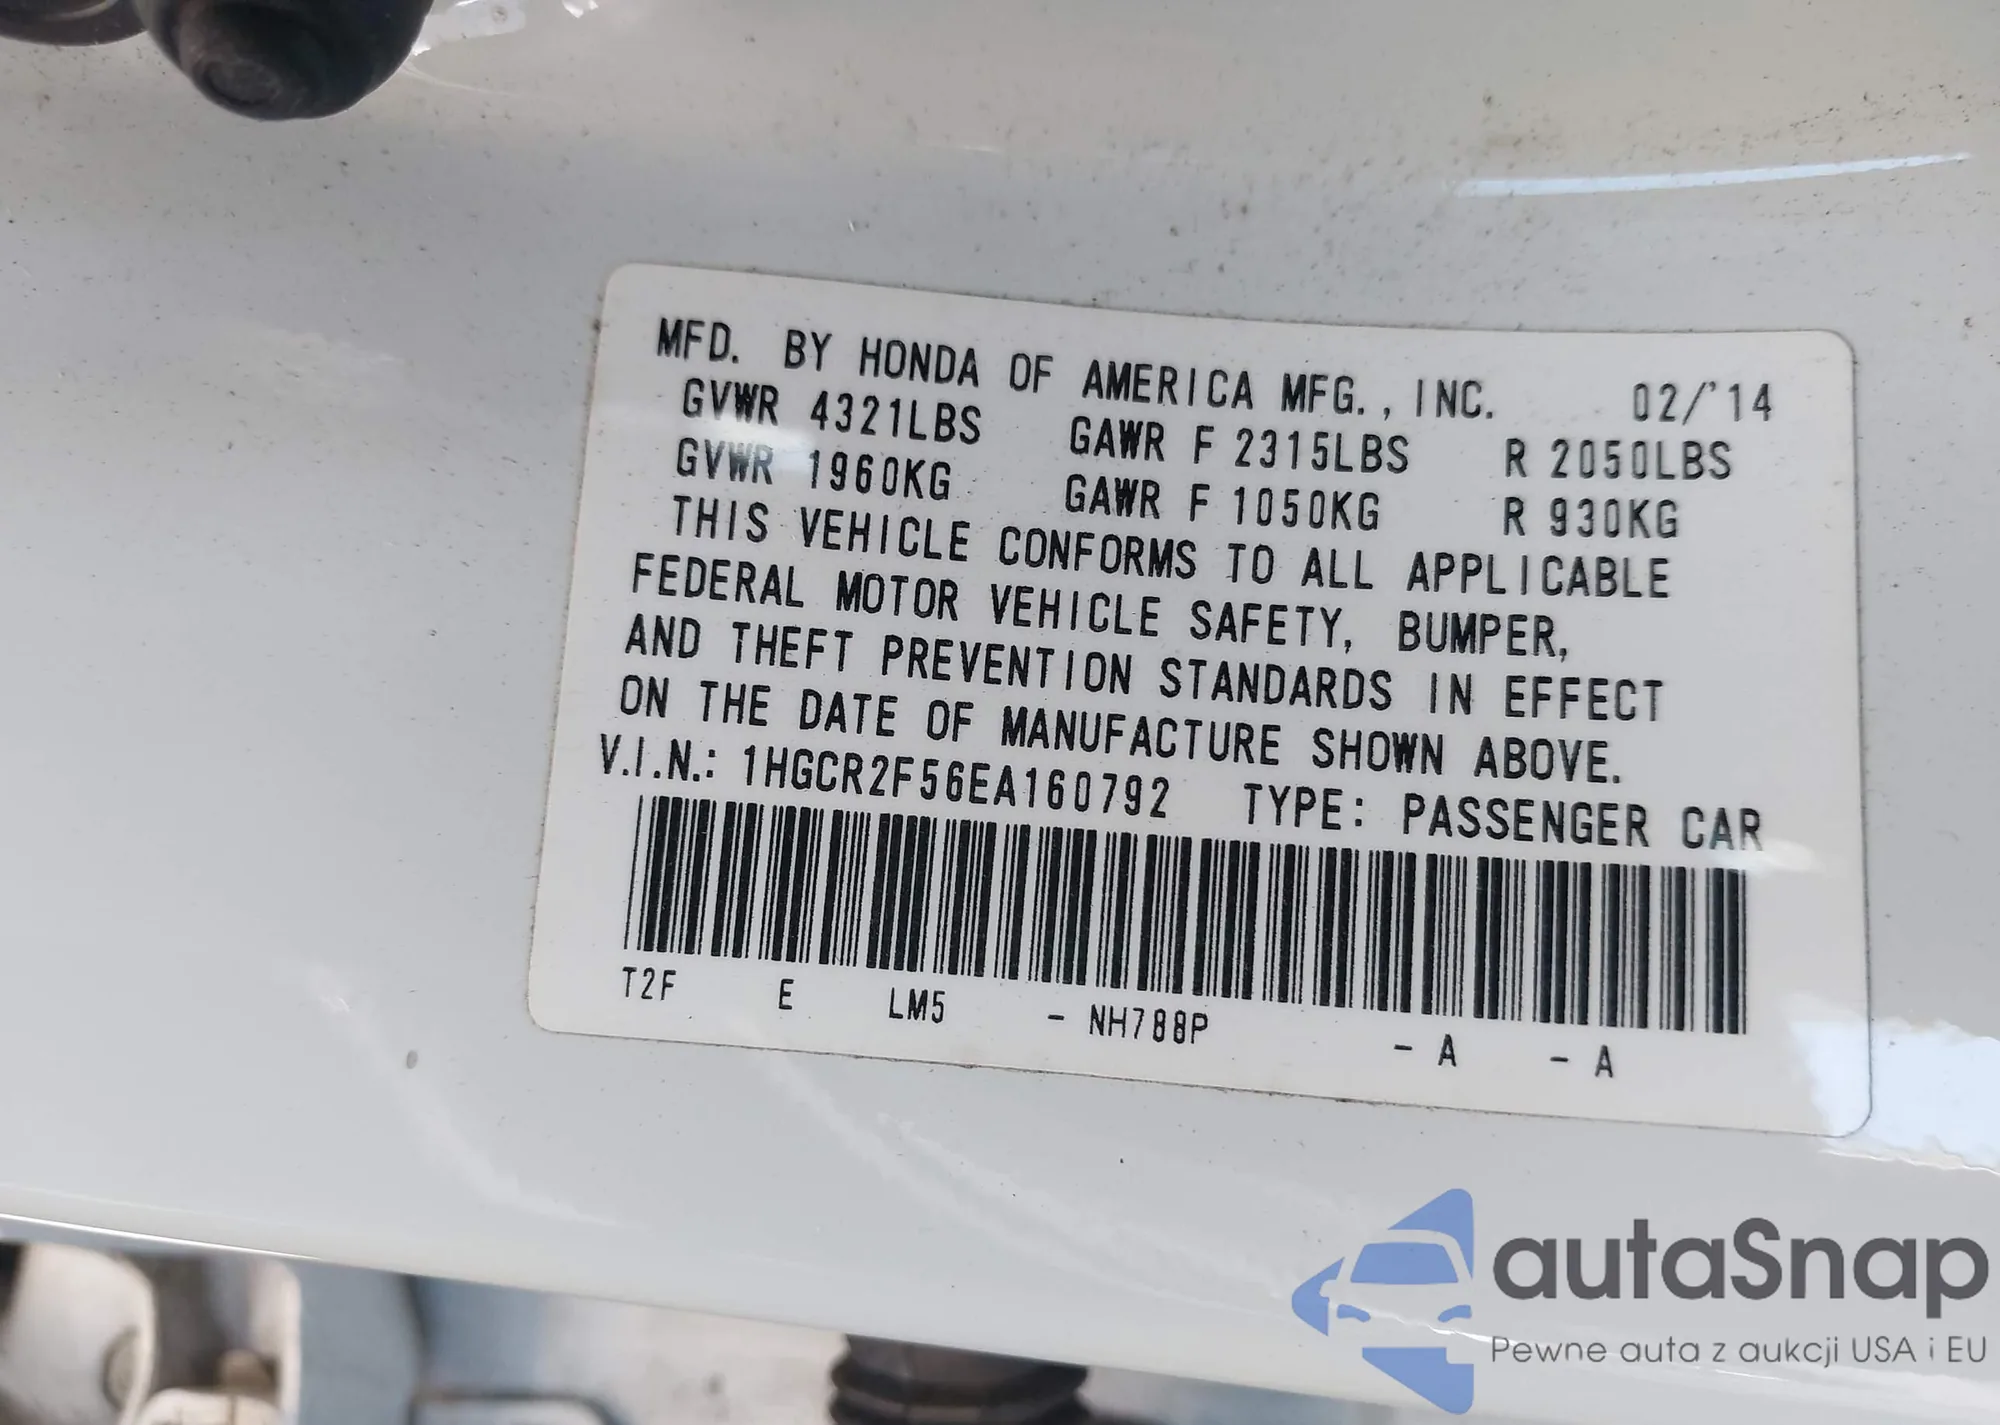 MFD. BY HONDA OF AMERICA MFG., INC. 02/'14
GVWR 4321LBS GAWR F 2315LBS R 2050LBS
GVWR 1960KG GAWR F 1050KG R 930KG
THIS VEHICLE CONFORMS TO ALL APPLICABLE
FEDERAL MOTOR VEHICLE SAFETY, BUMPER,
AND THEFT PREVENTION STANDARDS IN EFFECT
ON THE DATE OF MANUFACTURE SHOWN ABOVE.
V.I.N.: 1HGCR2F56EA160792 TYPE: PASSENGER CAR
T2F E LM5 - NH788P - A - A
autaSnap
Pewne auta z aukcji USA i EU